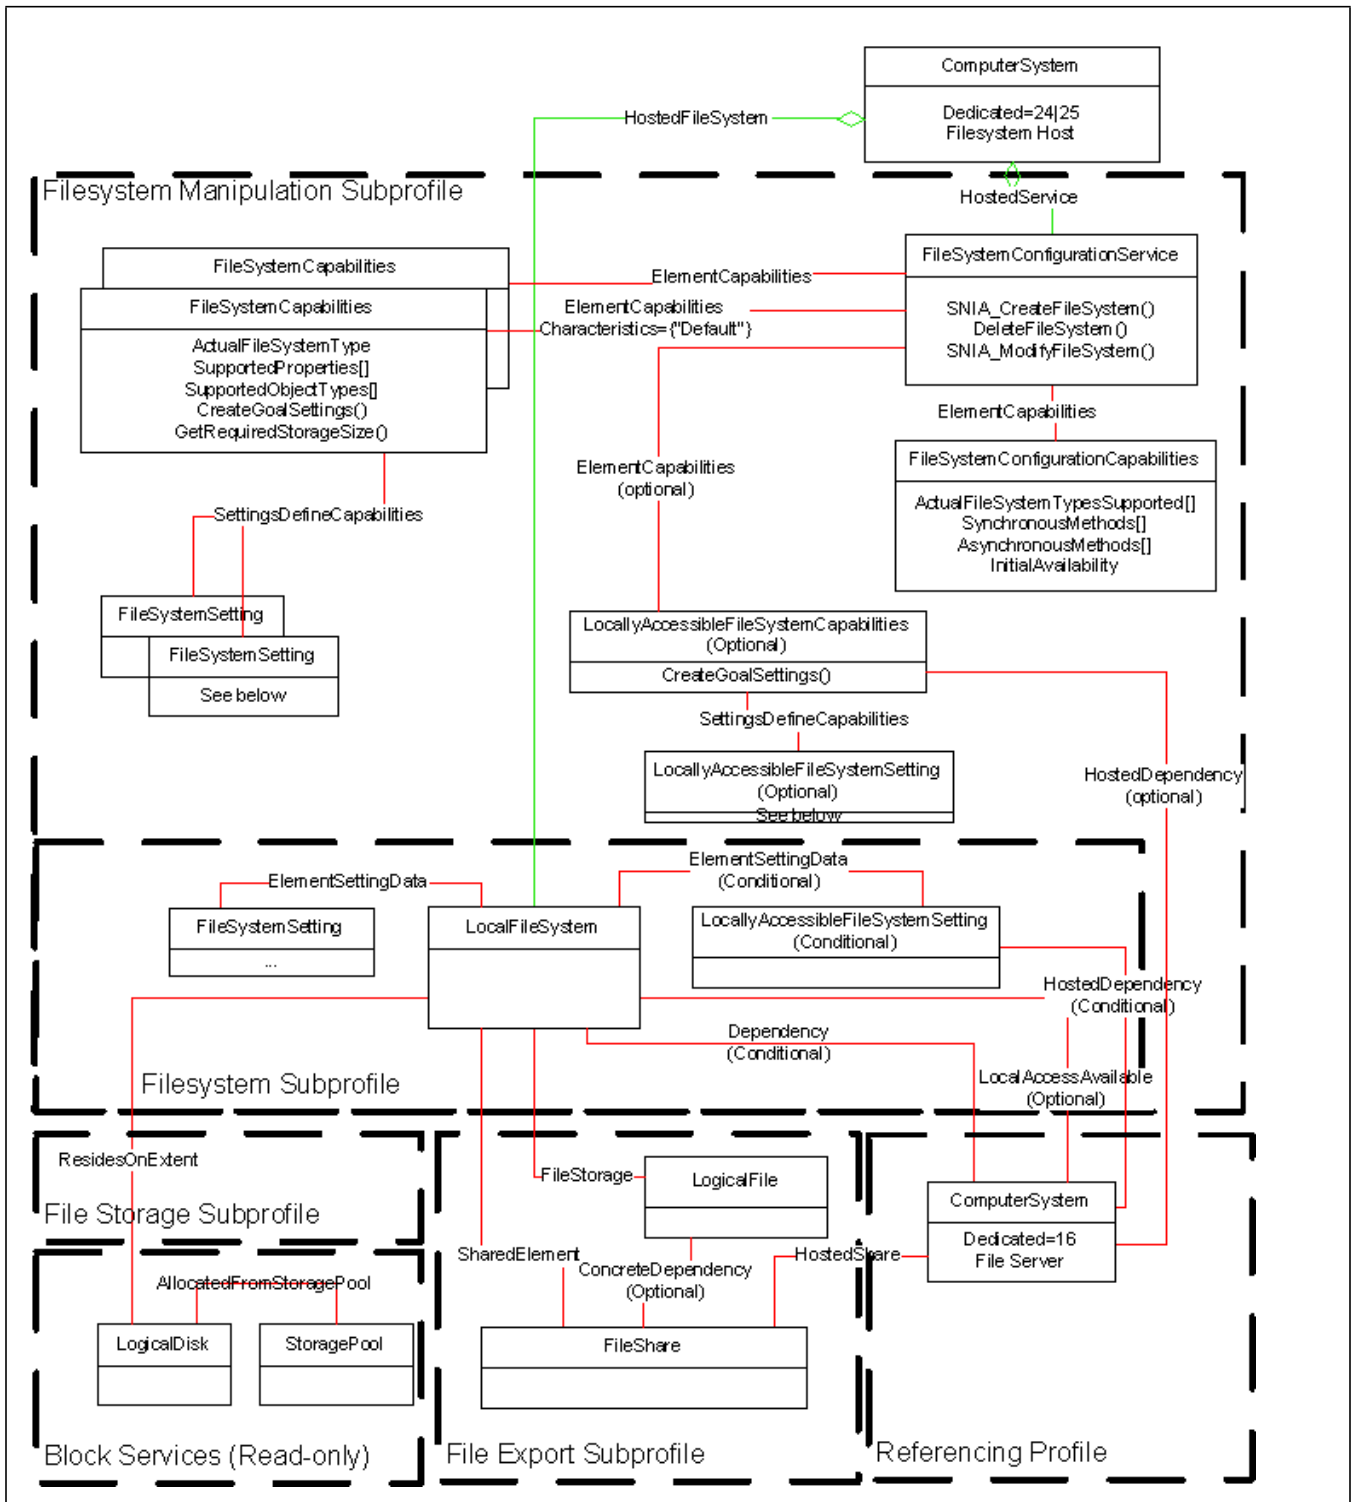 ComputerSystem
Dedicated=24|25
Filesystem Host
HostedFileSystem
Filesystem Manipulation Subprofile
HostedService
FileSystemCapabilities
FileSystemCapabilities
ActualFileSystemType
SupportedProperties[]
SupportedObjectTypes[]
CreateGoalSettings()
GetRequiredStorageSize()
ElementCapabilities
ElementCapabilities
Characteristics={"Default"}
FileSystemConfigurationService
SNIA_CreateFileSystem()
DeleteFileSystem()
SNIA_ModifyFileSystem()
ElementCapabilities
ElementCapabilities
(optional)
FileSystemConfigurationCapabilities
ActualFileSystemTypesSupported[]
SynchronousMethods[]
AsynchronousMethods[]
InitialAvailability
SettingsDefineCapabilities
FileSystemSetting
FileSystemSetting
See below
LocallyAccessibleFileSystemCapabilities
(Optional)
CreateGoalSettings()
SettingsDefineCapabilities
LocallyAccessibleFileSystemSetting
(Optional)
See below
HostedDependency
(optional)
ElementSettingData
ElementSettingData
(Conditional)
FileSystemSetting
...
LocalFileSystem
LocallyAccessibleFileSystemSetting
(Conditional)
HostedDependency
(Conditional)
Dependency
(Conditional)
LocalAccessAvailable
(Optional)
Filesystem Subprofile
ResidesOnExtent
File Storage Subprofile
FileStorage
LogicalFile
ComputerSystem
Dedicated=16
File Server
SharedElement
ConcreteDependency
(Optional)
HostedShare
AllocatedFromStoragePool
LogicalDisk
StoragePool
FileShare
Block Services (Read-only)
File Export Subprofile
Referencing Profile